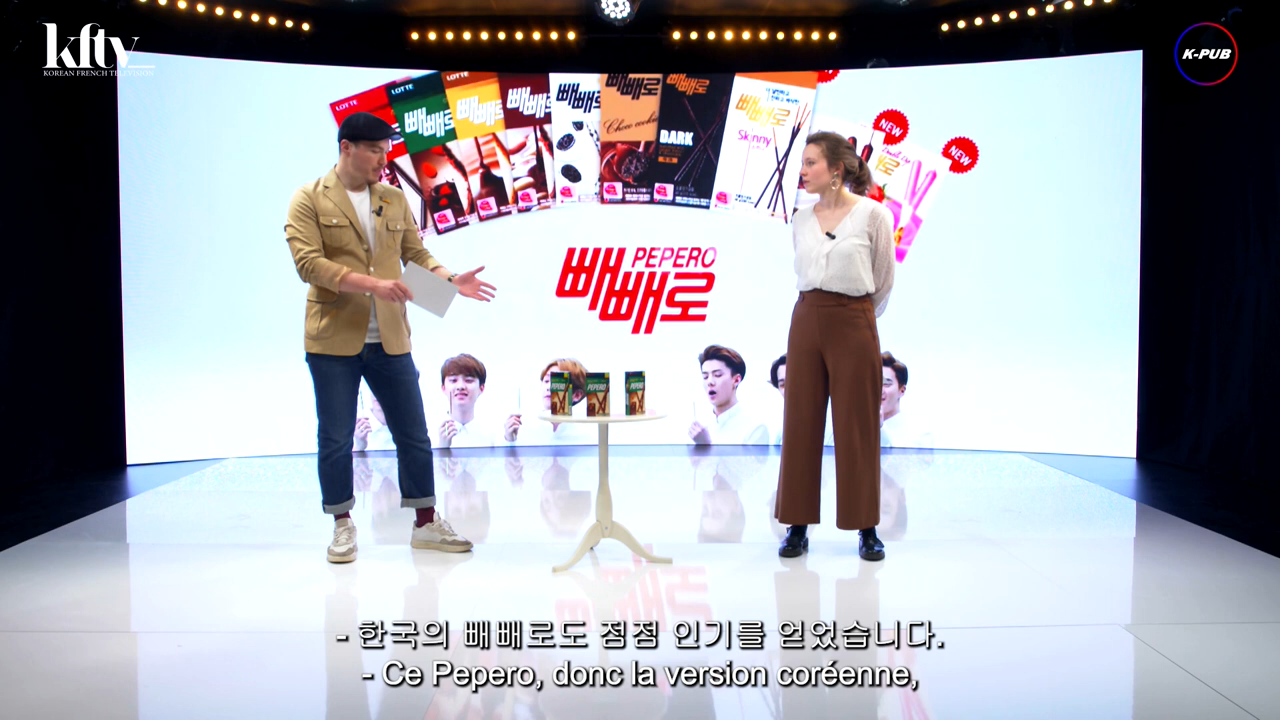 kftv
KOREAN FRENCH TELEVISION
K-PUB
LOTTE
LOTTE
빼빼로
LOTTE
빼빼로
빼빼로
빼빼로
빼빼로
Choco cookie
빼빼로
DARK
빼빼로
Skinny
NEW
NEW
PEPERO
빼빼로
PEPERO
PEPERO
PEPERO
- 한국의 빼빼로도 점점 인기를 얻었습니다.
- Ce Pepero, donc la version coréenne,